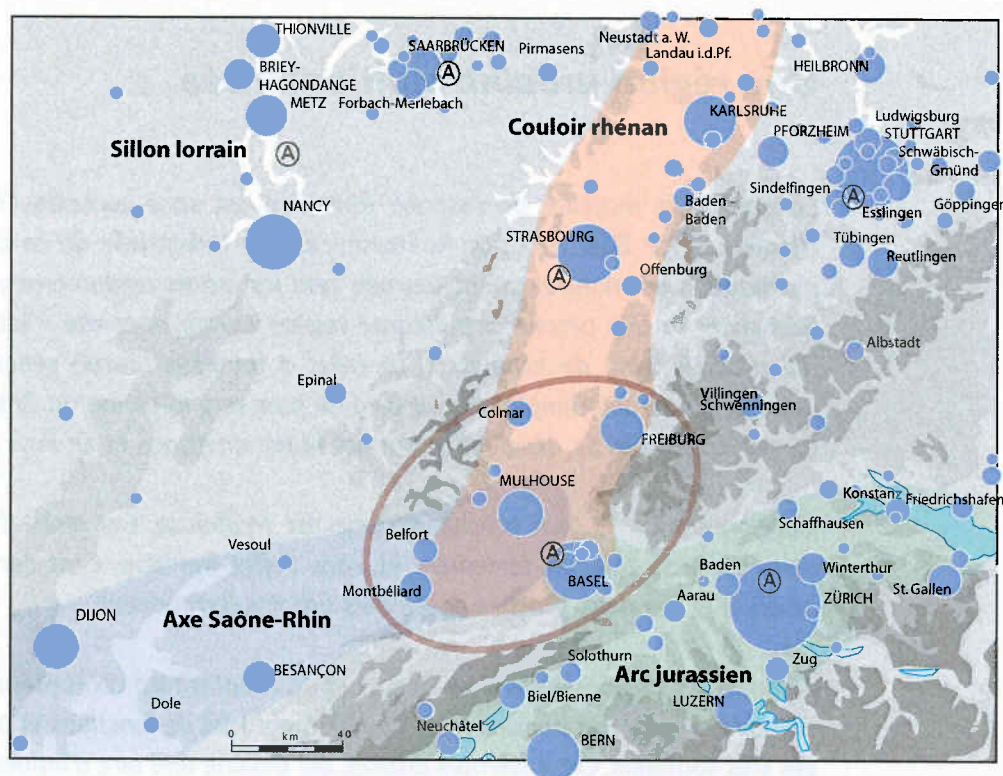 THIONVILLE
SAARBRÜCKEN
Pirmasens
Neustadt a. W.
Landau i.d.Pf.
HEILBRONN
BRIEY-
HAGONDANGE
A
METZ
Forbach-Merlebach
Couloir rhénan
KARLSRUHE
PFORZHEIM
Ludwigsburg
STUTTGART
Schwäbisch-
Gmünd
Sillon lorrain
A
NANCY
Sindelfingen
A
Esslingen
Göppingen
Baden -
Baden
STRASBOURG
A
Offenburg
Tübingen
Reutlingen
Albstadt
Epinal
Colmar
FREIBURG
Villingen
Schwenningen
MULHOUSE
Konstanz
Friedrichshafen
Schaffhausen
Belfort
A
BASEL
Vesoul
Montbéliard
Baden
A
Winterthur
ZÜRICH
St. Gallen
Aarau
DIJON
Axe Saône-Rhin
BESANÇON
Solothurn
Arc jurassien
Zug
LUZERN
Biel/Bienne
Dole
Neuchâtel
BERN
0 km 40